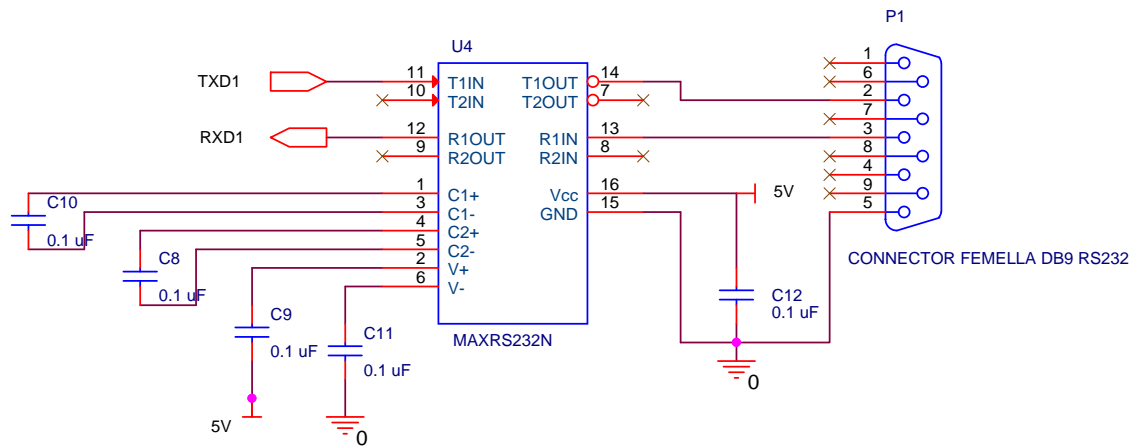 P1
U4
TXD1
11
T1IN
T1OUT
14
10
T2IN
T2OUT
7
RXD1
12
R1OUT
R1IN
13
9
R2OUT
R2IN
8
1
C1+
Vcc
16
5V
3
C1-
GND
15
4
C2+
5
C2-
2
V+
6
V-
MAXRS232N
1
6
2
7
3
8
4
9
5
CONNECTOR FEMELLA DB9 RS232
C10
0.1 uF
C8
0.1 uF
C9
0.1 uF
5V
C11
0.1 uF
0
C12
0.1 uF
0